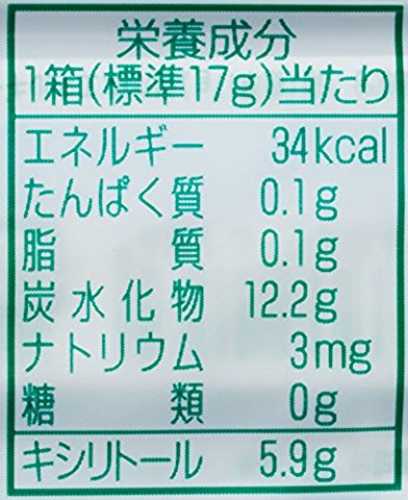 栄養成分
1箱(標準17g)当たり
エネルギー 34kcal
たんぱく質 0.1g
脂質 0.1g
炭水化物 12.2g
ナトリウム 3mg
糖類 0g
キシリトール 5.9g